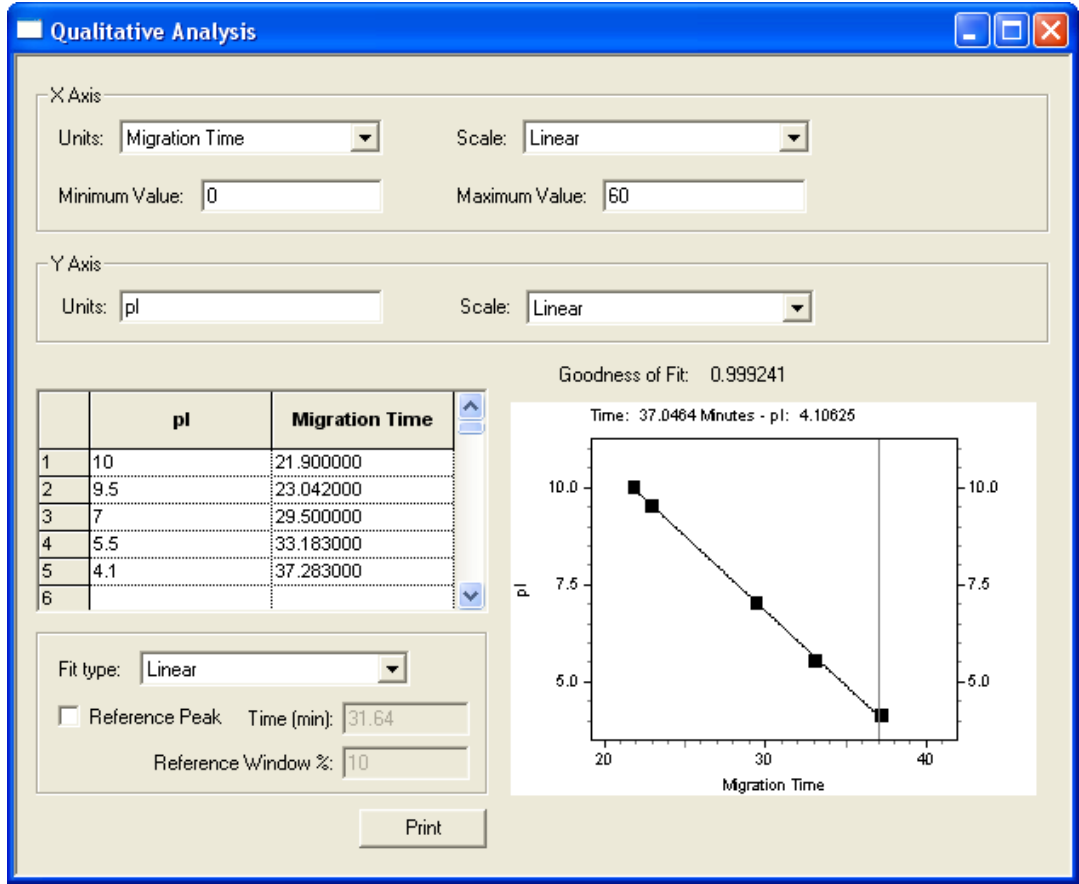 Qualitative Analysis
X Axis
Units: Migration Time Scale: Linear
Minimum Value: 0 Maximum Value: 60
Y Axis
Units: pI Scale: Linear
Goodness of Fit: 0.999241
pI Migration Time
1 10 21.900000
2 9.5 23.042000
3 7 29.500000
4 5.5 33.183000
5 4.1 37.283000
6
Time: 37.0464 Minutes - pI: 4.10625
10.0 10.0
7.5 7.5
pI
5.0 5.0
20 30 40
Migration Time
Fit type: Linear
Reference Peak Time (min): 31.64
Reference Window %: 10
Print